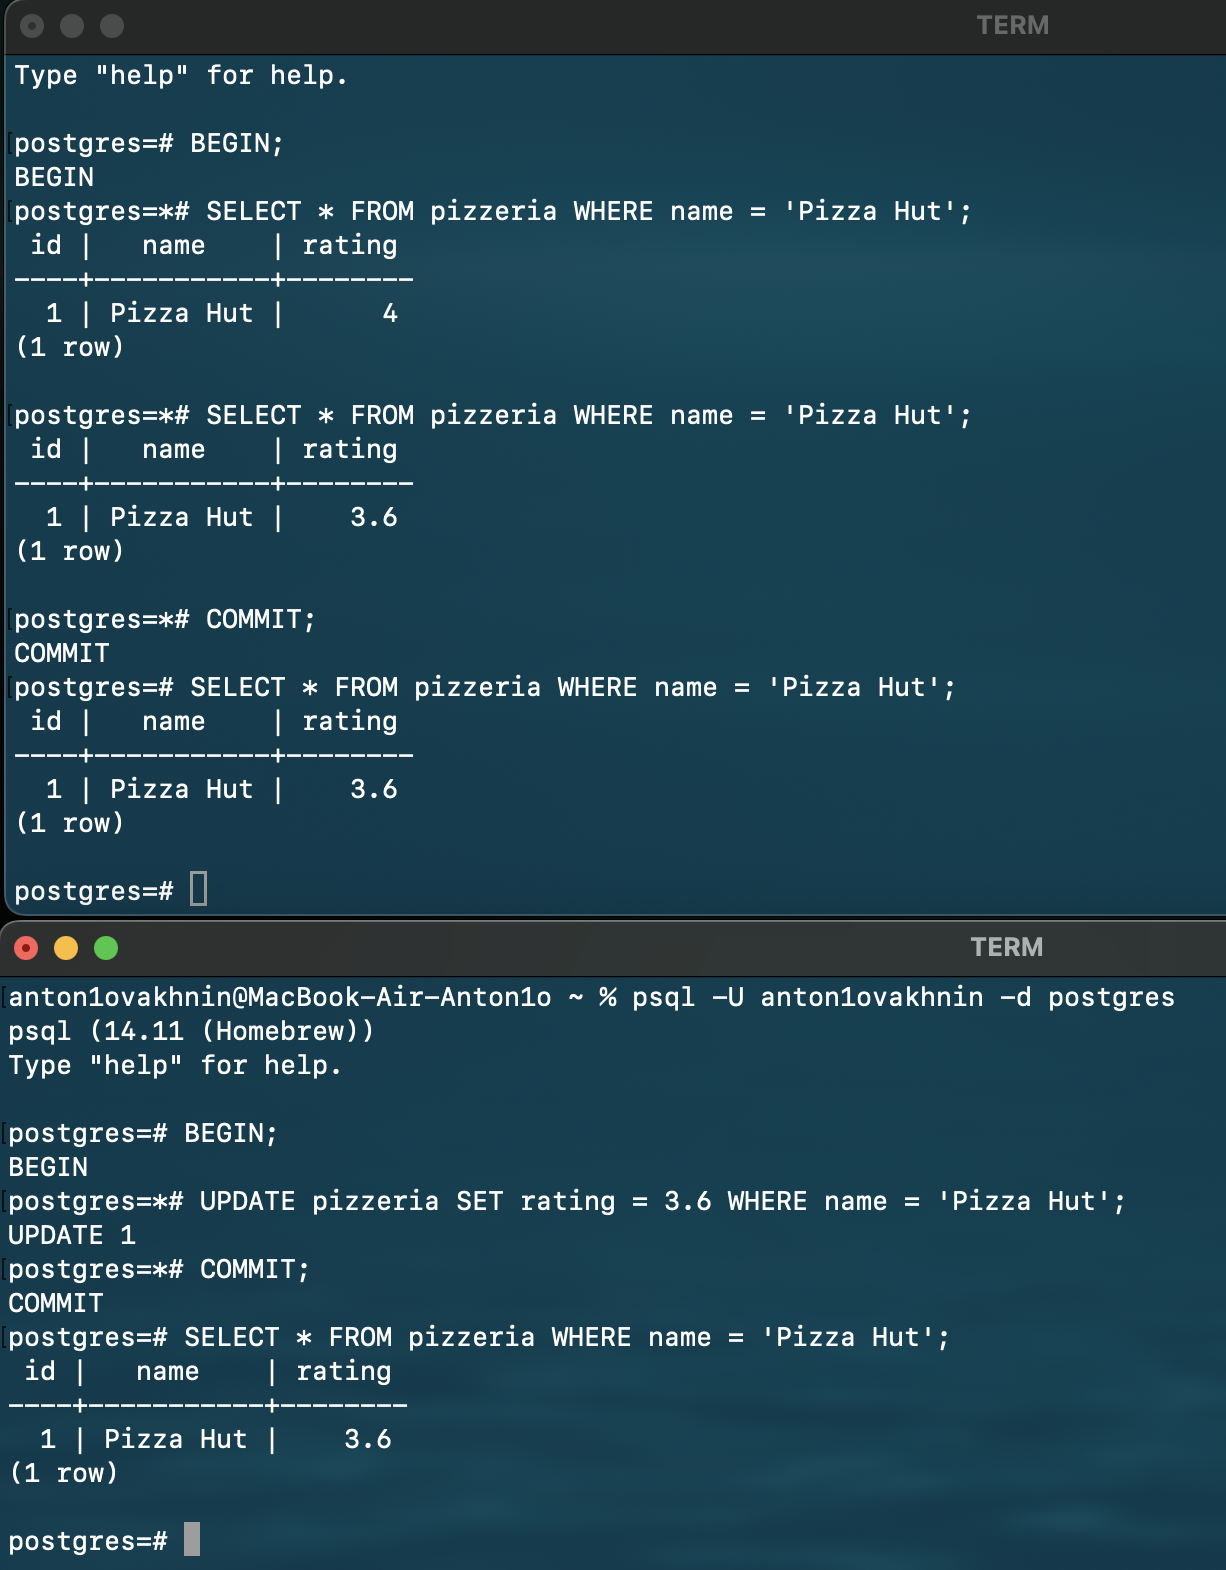 TERM
Type "help" for help.
postgres=# BEGIN;
BEGIN
postgres=*# SELECT * FROM pizzeria WHERE name = 'Pizza Hut';
 id |   name    | rating
----+-----------+--------
  1 | Pizza Hut |      4
(1 row)
postgres=*# SELECT * FROM pizzeria WHERE name = 'Pizza Hut';
 id |   name    | rating
----+-----------+--------
  1 | Pizza Hut |    3.6
(1 row)
postgres=*# COMMIT;
COMMIT
postgres=# SELECT * FROM pizzeria WHERE name = 'Pizza Hut';
 id |   name    | rating
----+-----------+--------
  1 | Pizza Hut |    3.6
(1 row)
postgres=#
TERM
anton1ovakhnin@MacBook-Air-Anton1o ~ % psql -U anton1ovakhnin -d postgres
psql (14.11 (Homebrew))
Type "help" for help.
postgres=# BEGIN;
BEGIN
postgres=*# UPDATE pizzeria SET rating = 3.6 WHERE name = 'Pizza Hut';
UPDATE 1
postgres=*# COMMIT;
COMMIT
postgres=# SELECT * FROM pizzeria WHERE name = 'Pizza Hut';
 id |   name    | rating
----+-----------+--------
  1 | Pizza Hut |    3.6
(1 row)
postgres=#